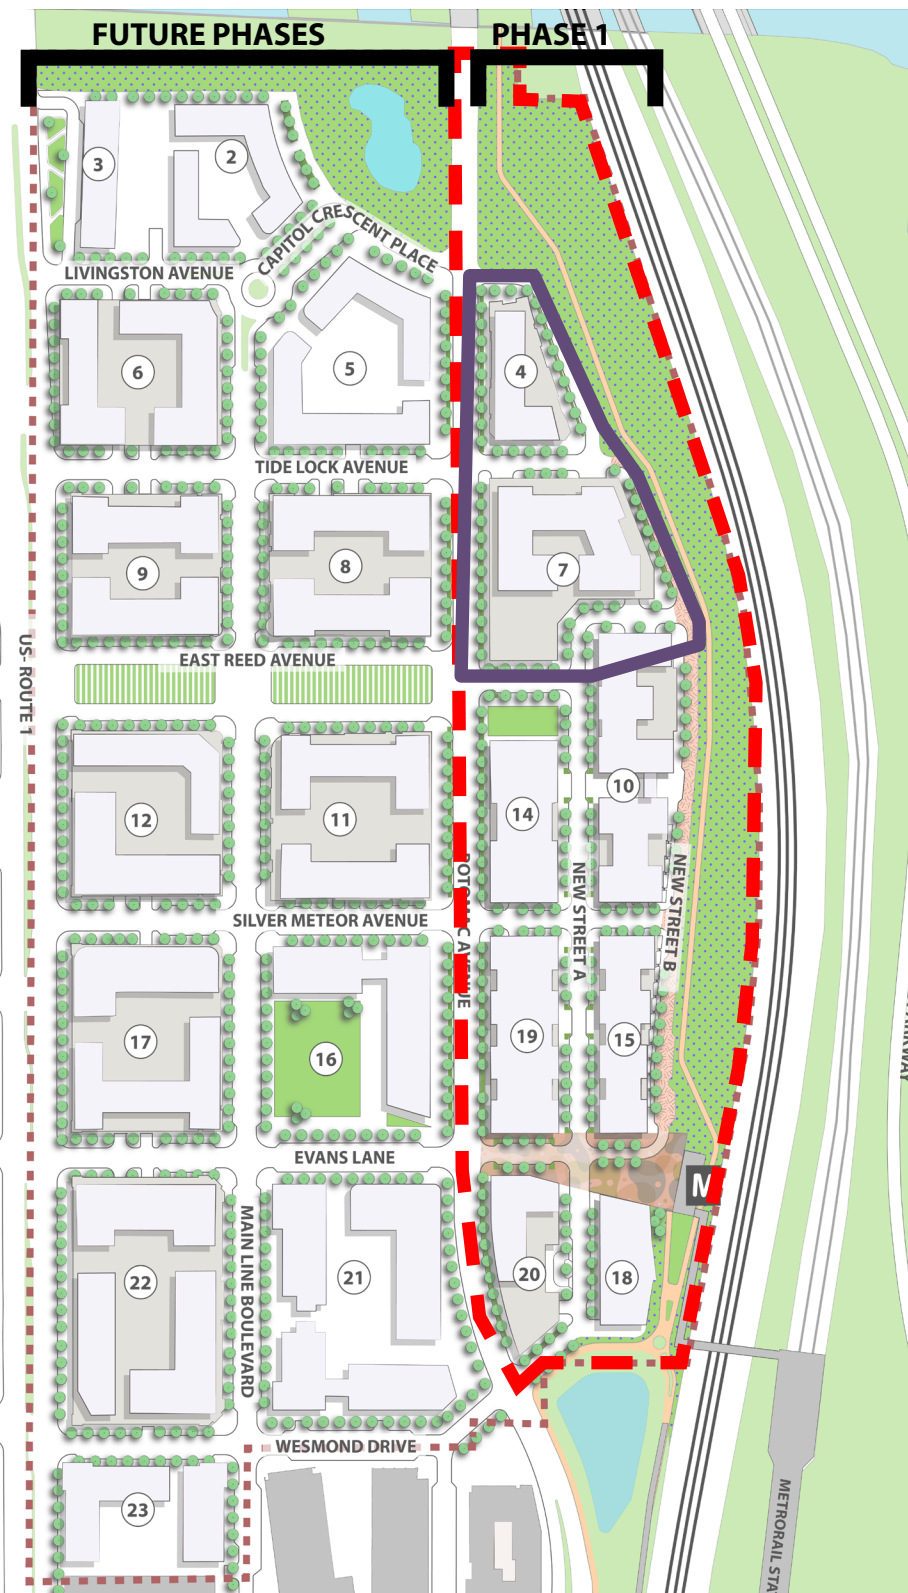 FUTURE PHASES
PHASE 1
3
2
CAPITOL CRESCENT PLACE
LIVINGSTON AVENUE
6
5
4
TIDE LOCK AVENUE
9
8
7
US- ROUTE 1
EAST REED AVENUE
12
11
14
10
POTOMAC AVENUE
NEW STREET A
NEW STREET B
SILVER METEOR AVENUE
17
16
19
15
EVANS LANE
M
MAIN LINE BOULEVARD
22
21
20
18
WESMOND DRIVE
23
METRORAIL STA